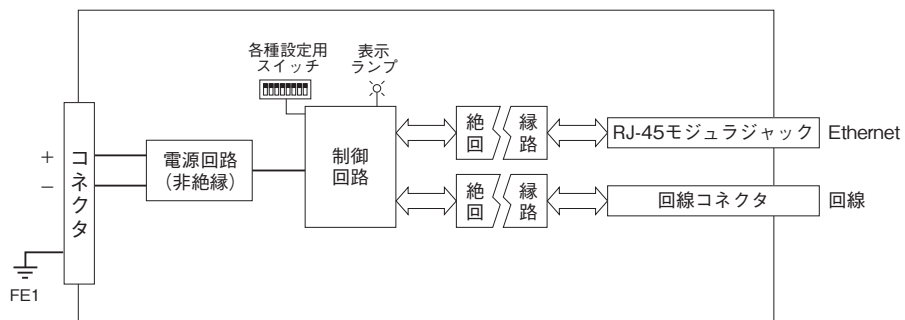 各種設定用
スイッチ
表示
ランプ
絶 縁
回 路
RJ-45モジュラジャック
Ethernet
+
−
コネクタ
電源回路
(非絶縁)
制御
回路
絶 縁
回 路
回線コネクタ
回線
FE1